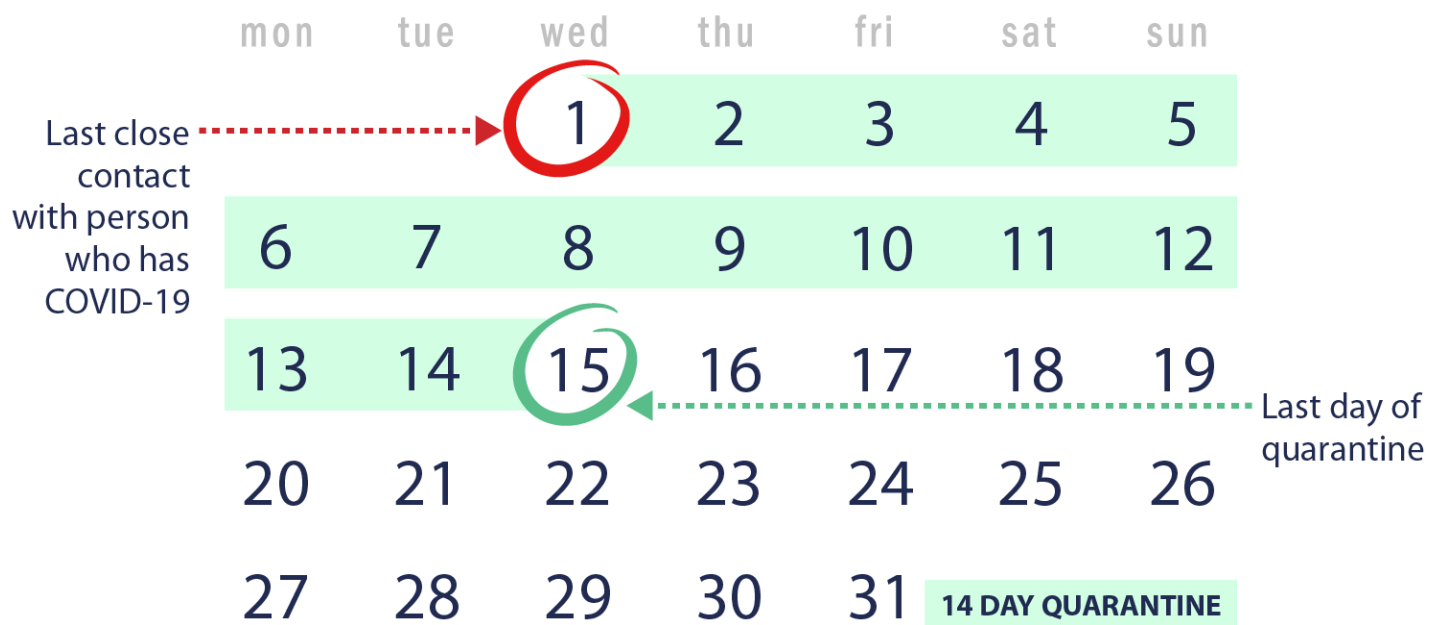 mon tue wed thu fri sat sun
1 2 3 4 5
Last close
contact
with person
who has
COVID-19
6 7 8 9 10 11 12
13 14 15 16 17 18 19
Last day of
quarantine
20 21 22 23 24 25 26
27 28 29 30 31 14 DAY QUARANTINE